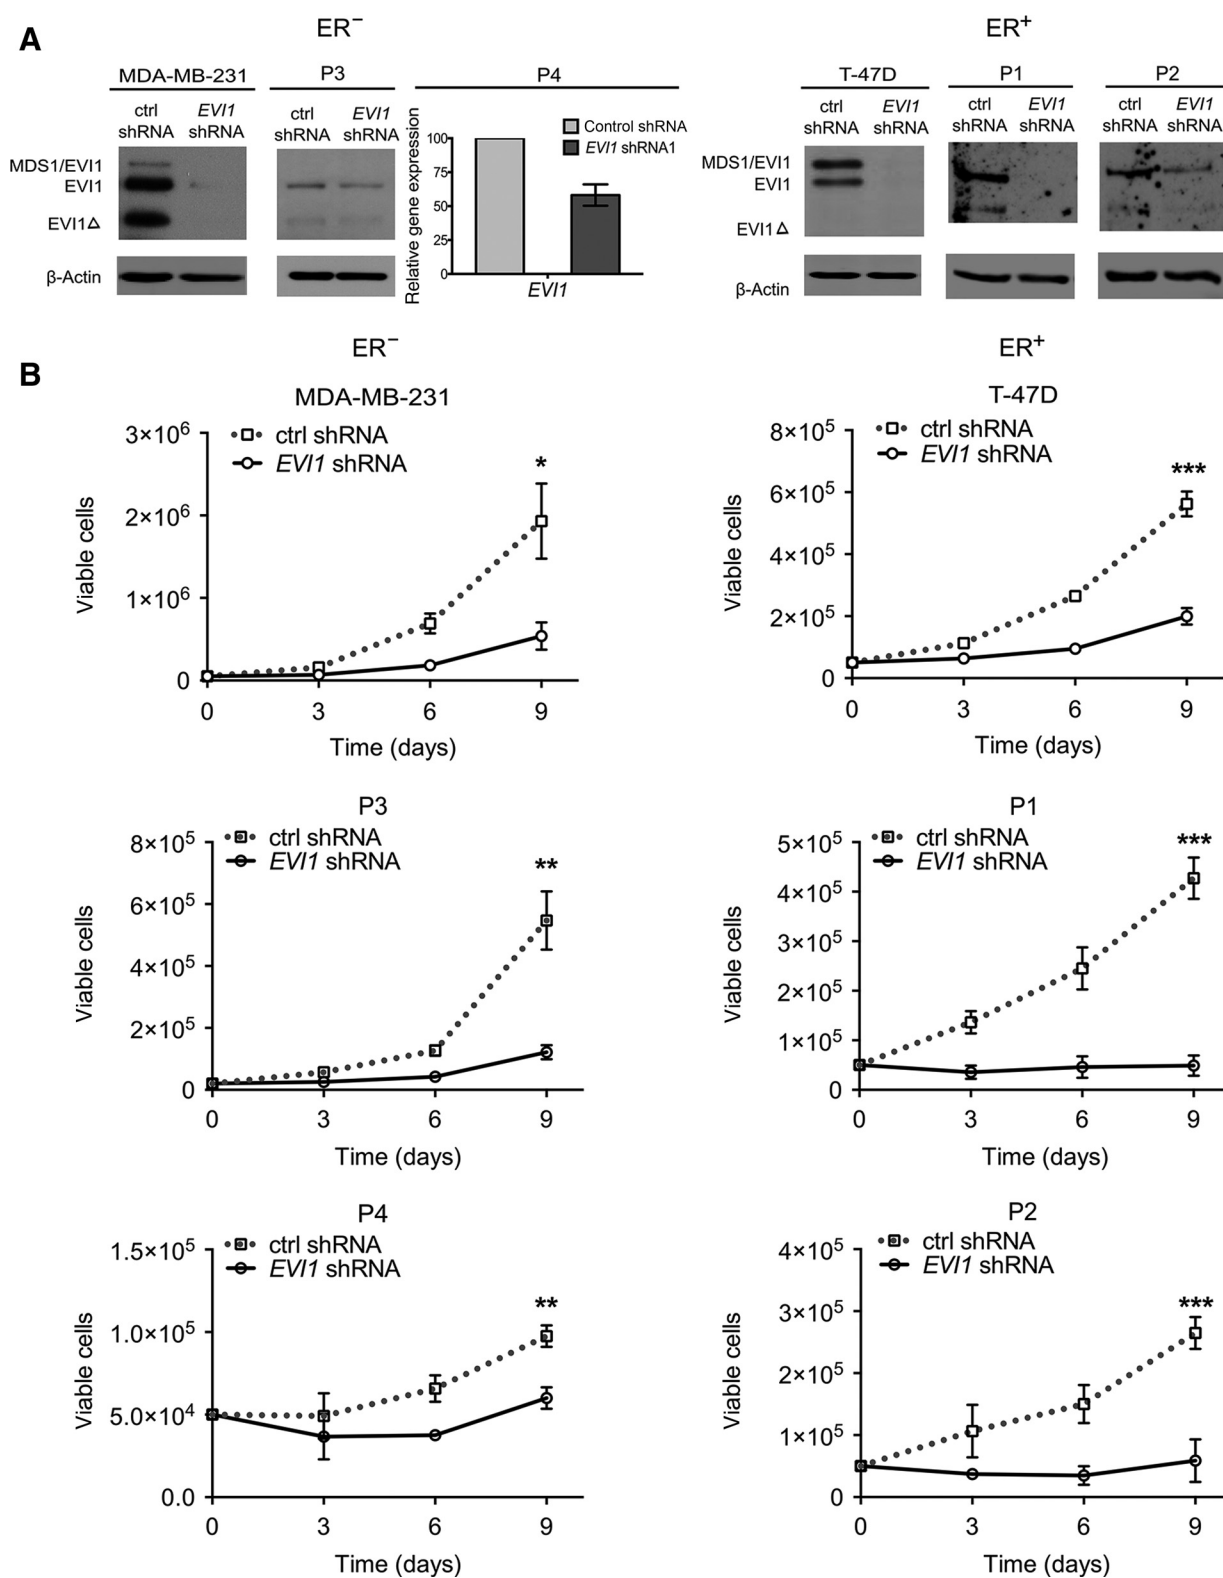 A
ER⁻
ER⁺
MDA-MB-231
P3
P4
T-47D
P1
P2
ctrl shRNA
EVI1 shRNA
ctrl shRNA
EVI1 shRNA
ctrl shRNA
EVI1 shRNA
ctrl shRNA
EVI1 shRNA
ctrl shRNA
EVI1 shRNA
MDS1/EVI1
EVI1
EVI1Δ
β-Actin
Relative gene expression
100
75
50
25
0
EVI1
Control shRNA
EVI1 shRNA1
MDS1/EVI1
EVI1
EVI1Δ
β-Actin
B
ER⁻
ER⁺
MDA-MB-231
ctrl shRNA
EVI1 shRNA
3×10⁶
2×10⁶
1×10⁶
0
Viable cells
*
0 3 6 9
Time (days)
T-47D
ctrl shRNA
EVI1 shRNA
8×10⁵
6×10⁵
4×10⁵
2×10⁵
0
Viable cells
***
0 3 6 9
Time (days)
P3
ctrl shRNA
EVI1 shRNA
8×10⁵
6×10⁵
4×10⁵
2×10⁵
0
Viable cells
**
0 3 6 9
Time (days)
P1
ctrl shRNA
EVI1 shRNA
5×10⁵
4×10⁵
3×10⁵
2×10⁵
1×10⁵
0
Viable cells
***
0 3 6 9
Time (days)
P4
ctrl shRNA
EVI1 shRNA
1.5×10⁵
1.0×10⁵
5.0×10⁴
0.0
Viable cells
**
0 3 6 9
Time (days)
P2
ctrl shRNA
EVI1 shRNA
4×10⁵
3×10⁵
2×10⁵
1×10⁵
0
Viable cells
***
0 3 6 9
Time (days)